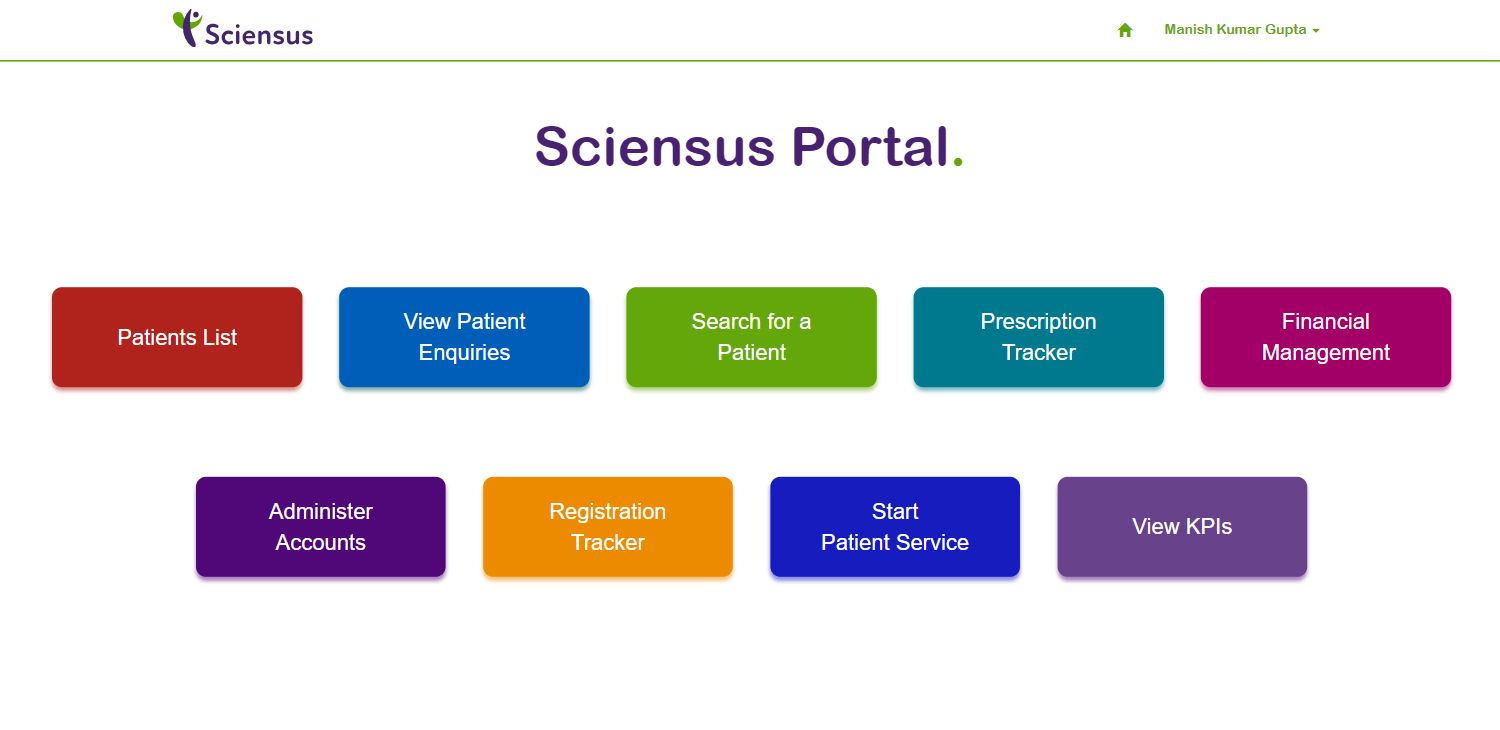 Sciensus
Manish Kumar Gupta
Sciensus Portal.
Patients List
View Patient
Enquiries
Search for a
Patient
Prescription
Tracker
Financial
Management
Administer
Accounts
Registration
Tracker
Start
Patient Service
View KPIs